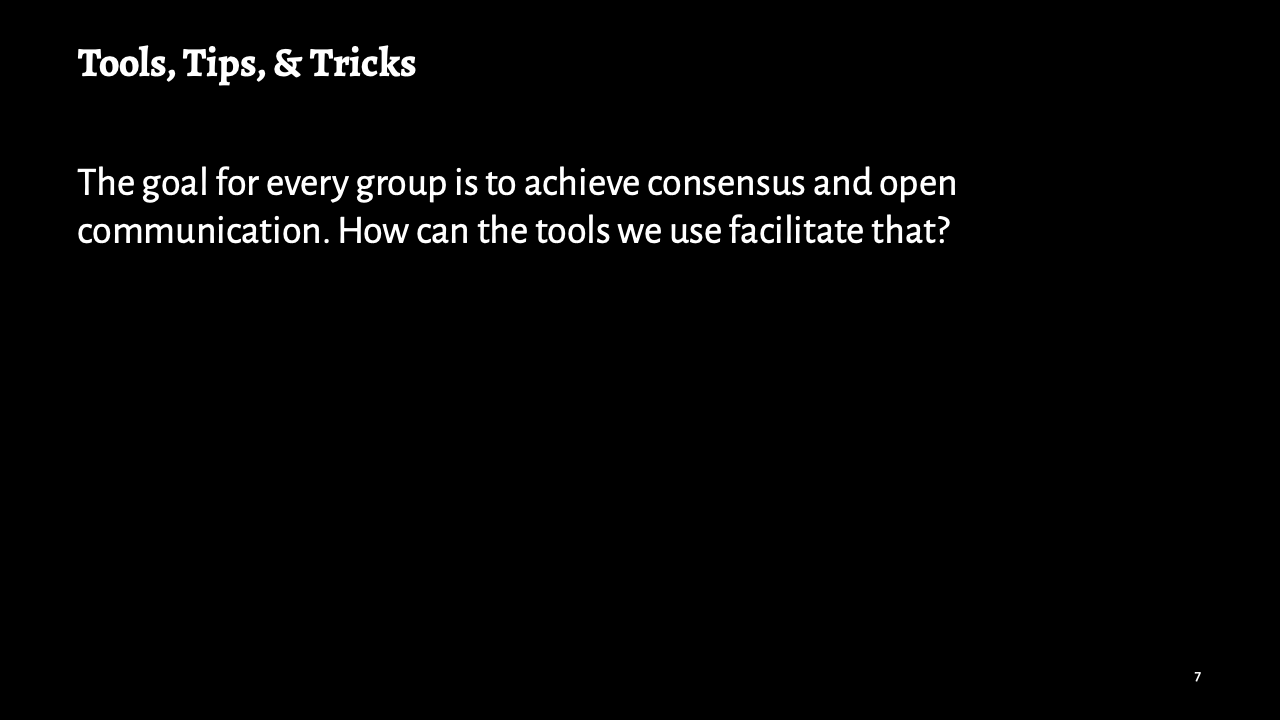 Tools, Tips, & Tricks
The goal for every group is to achieve consensus and open
communication. How can the tools we use facilitate that?
7